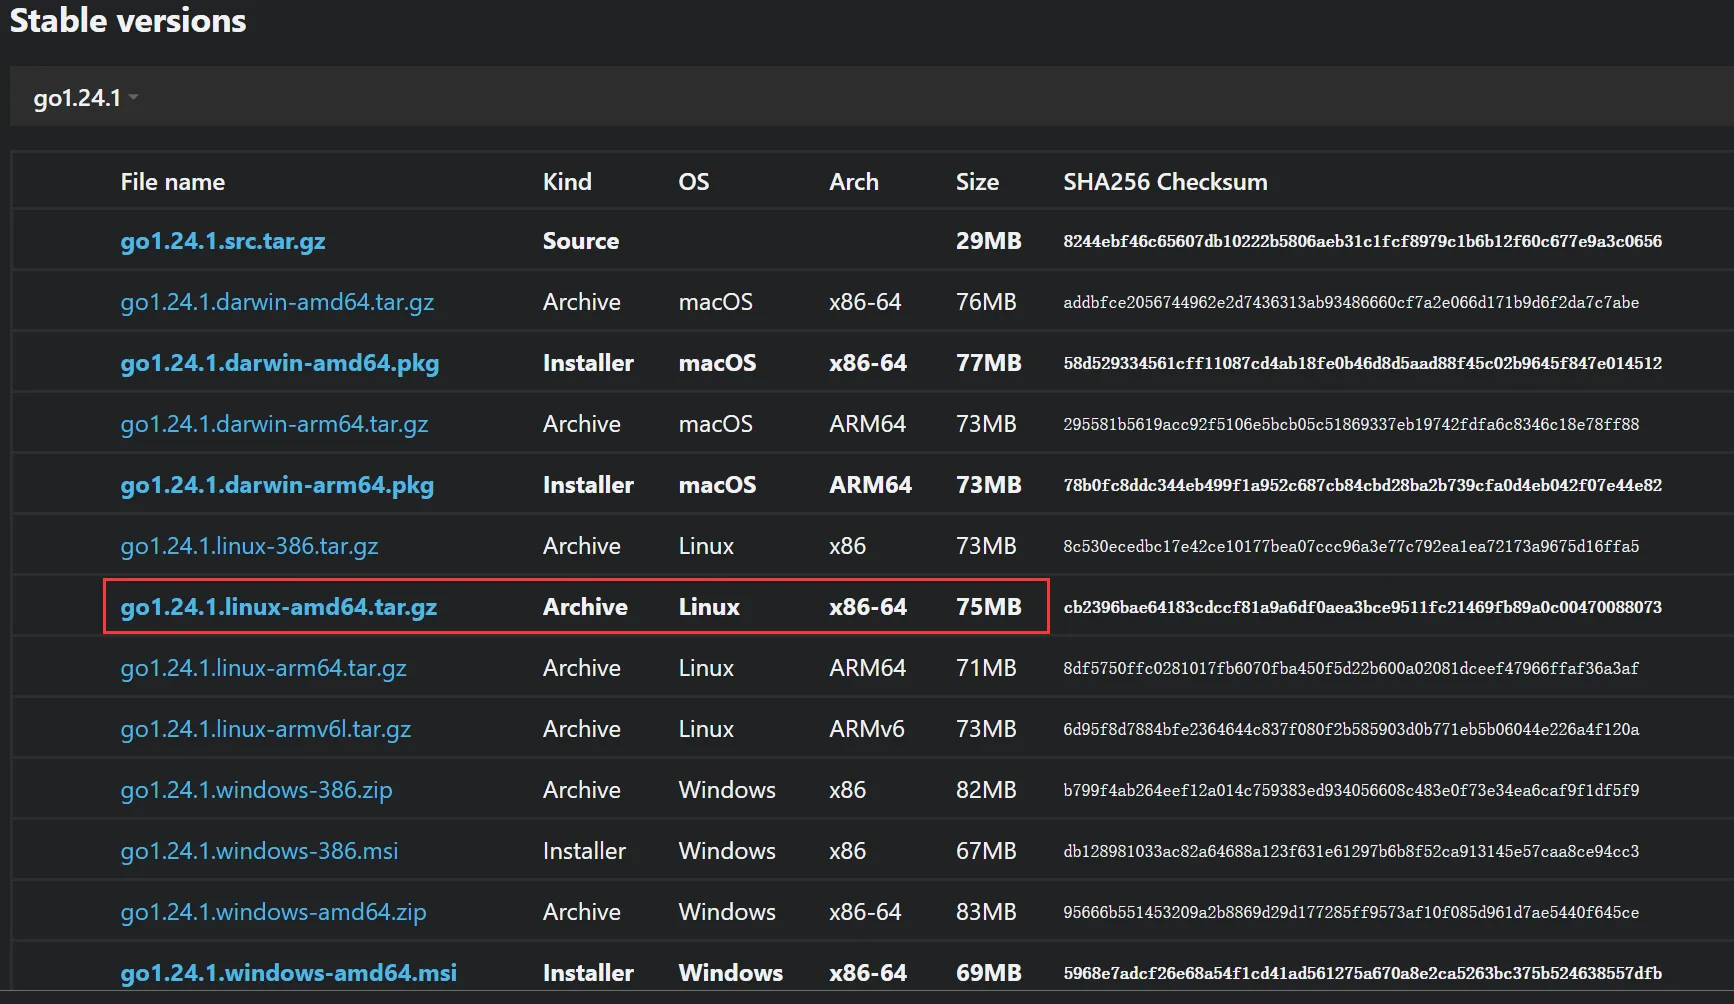 Stable versions
go1.24.1
File name Kind OS Arch Size SHA256 Checksum
go1.24.1.src.tar.gz Source 29MB 8244ebf46c65607db10222b5806aeb31c1fcf8979c1b6b12f60c677e9a3c0656
go1.24.1.darwin-amd64.tar.gz Archive macOS x86-64 76MB addbfce2056744962e2d7436313ab93486660cf7a2e066d171b9d6f2da7c7abe
go1.24.1.darwin-amd64.pkg Installer macOS x86-64 77MB 58d529334561cff11087cd4ab18fe0b46d8d5aad88f45c02b9645f847e014512
go1.24.1.darwin-arm64.tar.gz Archive macOS ARM64 73MB 295581b5619acc92f5106e5bcb05c51869337eb19742fdfa6c8346c18e78ff88
go1.24.1.darwin-arm64.pkg Installer macOS ARM64 73MB 78b0fc8ddc344eb499f1a952c687cb84cbd28ba2b739cfa0d4eb042f07e44e82
go1.24.1.linux-386.tar.gz Archive Linux x86 73MB 8c530ecedbc17e42ce10177bea07ccc96a3e77c792ea1ea72173a9675d16ffa5
go1.24.1.linux-amd64.tar.gz Archive Linux x86-64 75MB cb2396bae64183cdccf81a9a6df0aea3bce9511fc21469fb89a0c00470088073
go1.24.1.linux-arm64.tar.gz Archive Linux ARM64 71MB 8df5750ffc0281017fb6070fba450f5d22b600a02081dceef47966ffaf36a3af
go1.24.1.linux-armv6l.tar.gz Archive Linux ARMv6 73MB 6d95f8d7884bfe2364644c837f080f2b585903d0b771eb5b06044e226a4f120a
go1.24.1.windows-386.zip Archive Windows x86 82MB b799f4ab264eef12a014c759383ed934056608c483e0f73e34ea6caf9f1df5f9
go1.24.1.windows-386.msi Installer Windows x86 67MB db128981033ac82a64688a123f631e61297b6b8f52ca913145e57caa8ce94cc3
go1.24.1.windows-amd64.zip Archive Windows x86-64 83MB 95666b551453209a2b8869d29d177285ff9573af10f085d961d7ae5440f645ce
go1.24.1.windows-amd64.msi Installer Windows x86-64 69MB 5968e7adcf26e68a54f1cd41ad561275a670a8e2ca5263bc375b524638557dfb